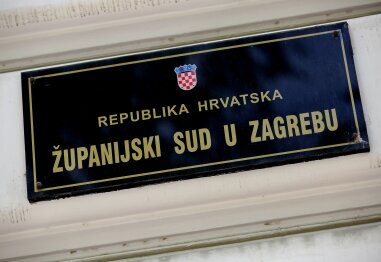 REPUBLIKA HRVATSKA
ŽUPANIJSKI SUD U ZAGREBU